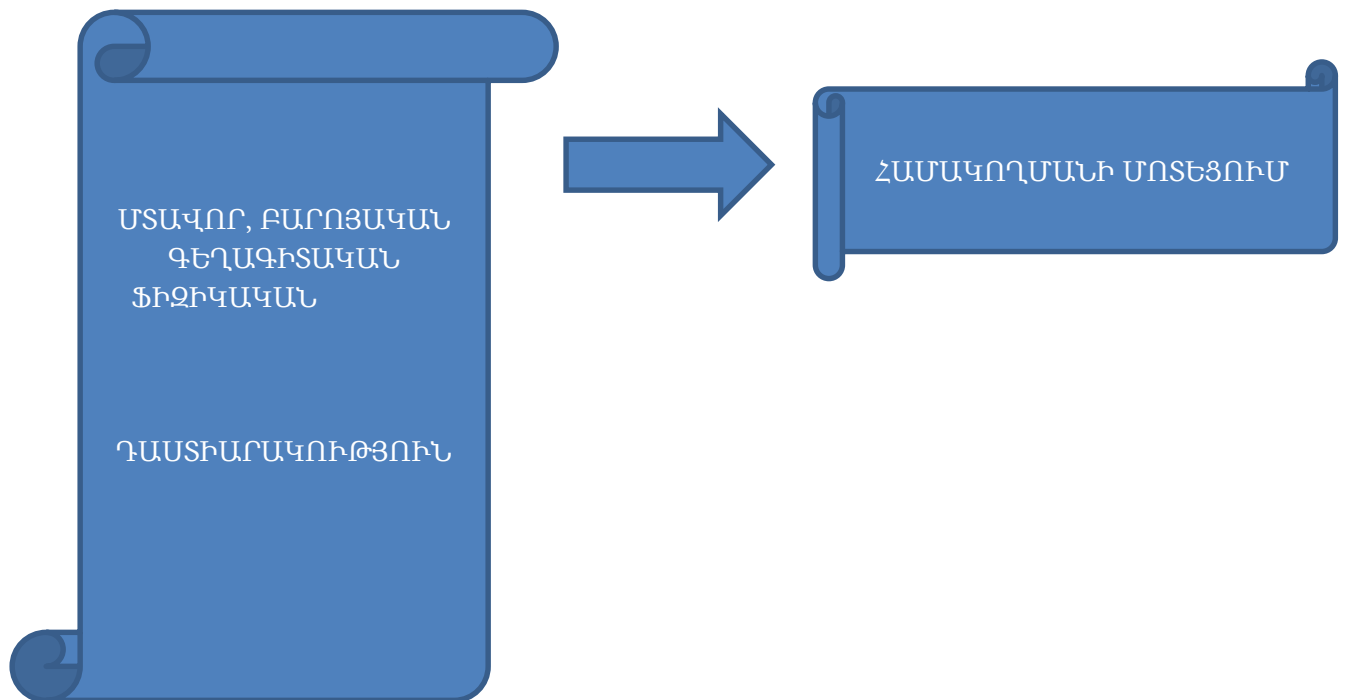 ՄՏԱՎՈՐ, ԲԱՐՈՅԱԿԱՆ
ԳԵՂԱԳԻՏԱԿԱՆ
ՖԻԶԻԿԱԿԱՆ
ԴԱՍՏԻԱՐԱԿՈՒԹՅՈՒՆ
ՀԱՄԱԿՈՂՄԱՆԻ ՄՈՏԵՑՈՒՄ